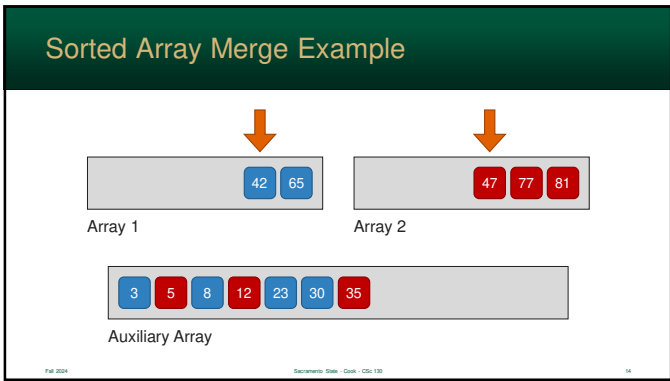 Sorted Array Merge Example
42 65
47 77 81
Array 1
Array 2
3 5 8 12 23 30 35
Auxiliary Array
Fall 2024
Sacramento State - Cook - CSc 130
14